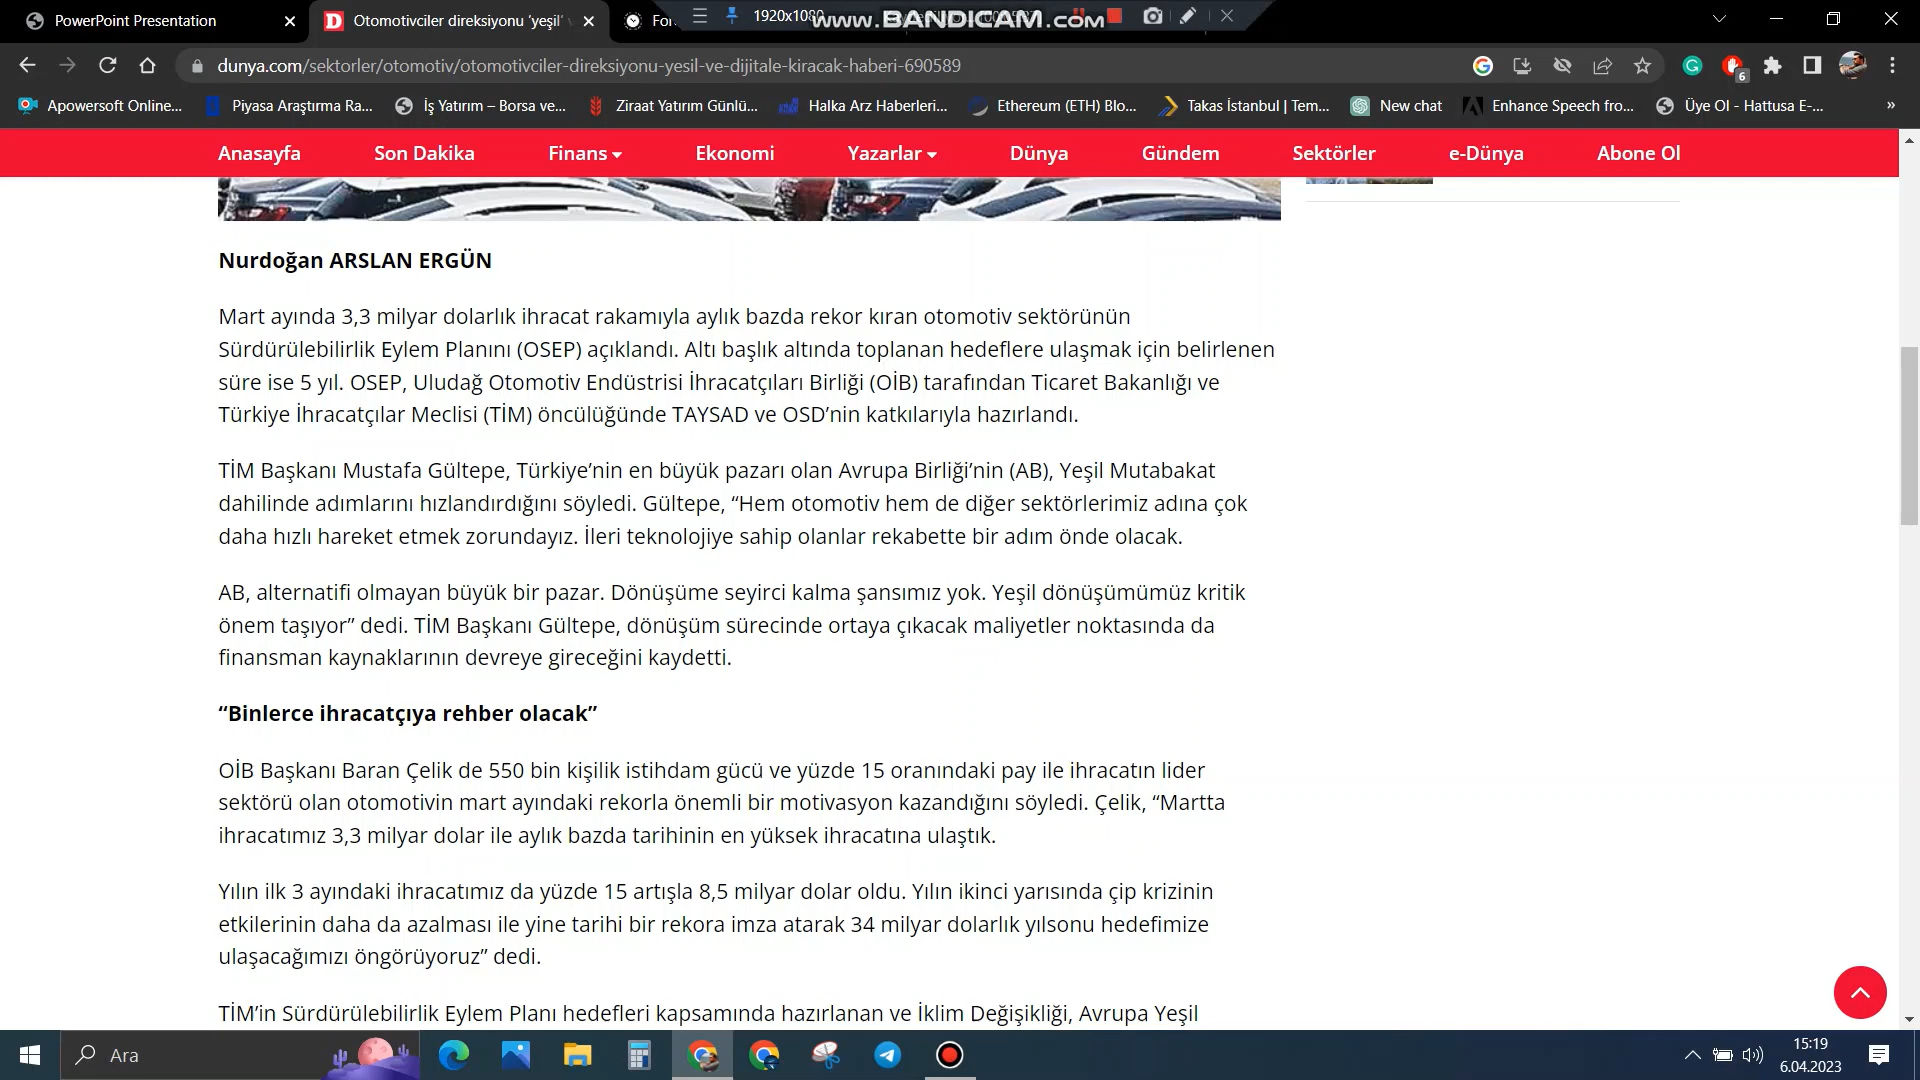 PowerPoint Presentation
Otomotivciler direksiyonu ‘yeşil’
1920x1080
www.BANDICAM.com
dunya.com/sektorler/otomotiv/otomotivciler-direksiyonu-yesil-ve-dijitale-kiracak-haberi-690589
6
Apowersoft Online...
Piyasa Araştırma Ra...
İş Yatırım – Borsa ve...
Ziraat Yatırım Günlü...
Halka Arz Haberleri...
Ethereum (ETH) Blo...
Takas İstanbul | Tem...
New chat
Enhance Speech fro...
Üye Ol - Hattusa E-...
»
Anasayfa Son Dakika Finans Ekonomi Yazarlar Dünya Gündem Sektörler e-Dünya Abone Ol
Nurdoğan ARSLAN ERGÜN
Mart ayında 3,3 milyar dolarlık ihracat rakamıyla aylık bazda rekor kıran otomotiv sektörünün
Sürdürülebilirlik Eylem Planını (OSEP) açıklandı. Altı başlık altında toplanan hedeflere ulaşmak için belirlenen
süre ise 5 yıl. OSEP, Uludağ Otomotiv Endüstrisi İhracatçıları Birliği (OİB) tarafından Ticaret Bakanlığı ve
Türkiye İhracatçılar Meclisi (TİM) öncülüğünde TAYSAD ve OSD’nin katkılarıyla hazırlandı.
TİM Başkanı Mustafa Gültepe, Türkiye’nin en büyük pazarı olan Avrupa Birliği’nin (AB), Yeşil Mutabakat
dahilinde adımlarını hızlandırdığını söyledi. Gültepe, “Hem otomotiv hem de diğer sektörlerimiz adına çok
daha hızlı hareket etmek zorundayız. İleri teknolojiye sahip olanlar rekabette bir adım önde olacak.
AB, alternatifi olmayan büyük bir pazar. Dönüşüme seyirci kalma şansımız yok. Yeşil dönüşümümüz kritik
önem taşıyor” dedi. TİM Başkanı Gültepe, dönüşüm sürecinde ortaya çıkacak maliyetler noktasında da
finansman kaynaklarının devreye gireceğini kaydetti.
“Binlerce ihracatçıya rehber olacak”
OİB Başkanı Baran Çelik de 550 bin kişilik istihdam gücü ve yüzde 15 oranındaki pay ile ihracatın lider
sektörü olan otomotivin mart ayındaki rekorla önemli bir motivasyon kazandığını söyledi. Çelik, “Martta
ihracatımız 3,3 milyar dolar ile aylık bazda tarihinin en yüksek ihracatına ulaştık.
Yılın ilk 3 ayındaki ihracatımız da yüzde 15 artışla 8,5 milyar dolar oldu. Yılın ikinci yarısında çip krizinin
etkilerinin daha da azalması ile yine tarihi bir rekora imza atarak 34 milyar dolarlık yılsonu hedefimize
ulaşacağımızı öngörüyoruz” dedi.
TİM’in Sürdürülebilirlik Eylem Planı hedefleri kapsamında hazırlanan ve İklim Değişikliği, Avrupa Yeşil
Ara
15:19
6.04.2023